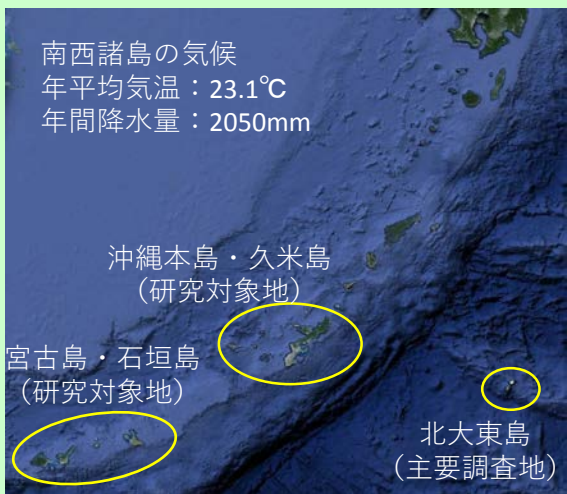 南西諸島の気候
年平均気温：23.1℃
年間降水量：2050mm
沖縄本島・久米島
（研究対象地）
宮古島・石垣島
（研究対象地）
北大東島
（主要調査地）